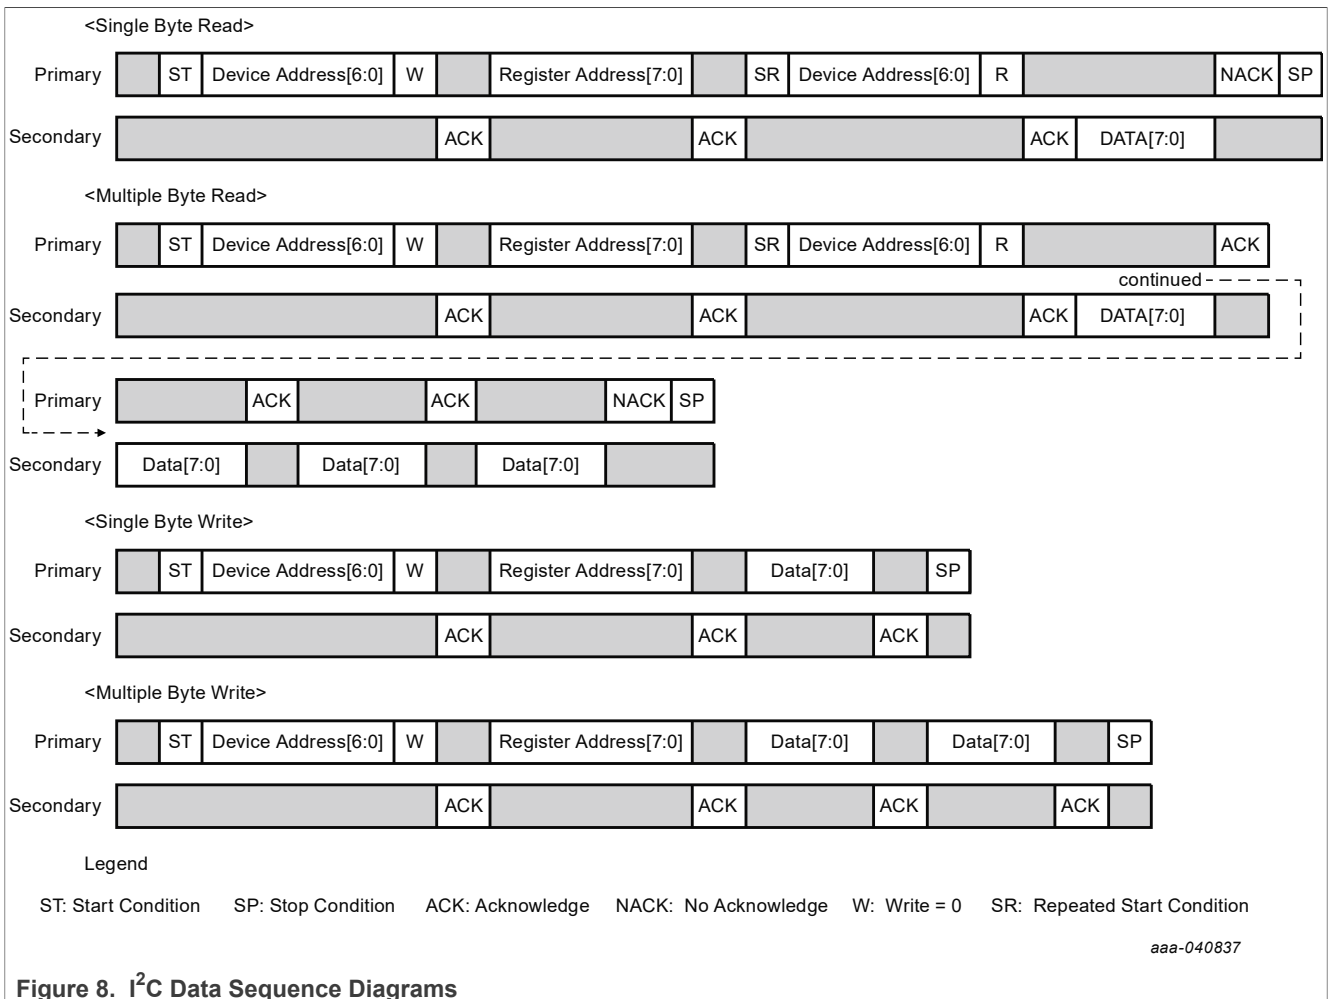 <Single Byte Read>
Primary ST Device Address[6:0] W Register Address[7:0] SR Device Address[6:0] R NACK SP
Secondary ACK ACK ACK DATA[7:0]
<Multiple Byte Read>
Primary ST Device Address[6:0] W Register Address[7:0] SR Device Address[6:0] R ACK
continued
Secondary ACK ACK ACK DATA[7:0]
Primary ACK ACK NACK SP
Secondary Data[7:0] Data[7:0] Data[7:0]
<Single Byte Write>
Primary ST Device Address[6:0] W Register Address[7:0] Data[7:0] SP
Secondary ACK ACK ACK
<Multiple Byte Write>
Primary ST Device Address[6:0] W Register Address[7:0] Data[7:0] Data[7:0] SP
Secondary ACK ACK ACK ACK
Legend
ST: Start Condition SP: Stop Condition ACK: Acknowledge NACK: No Acknowledge W: Write = 0 SR: Repeated Start Condition
aaa-040837
Figure 8. I²C Data Sequence Diagrams